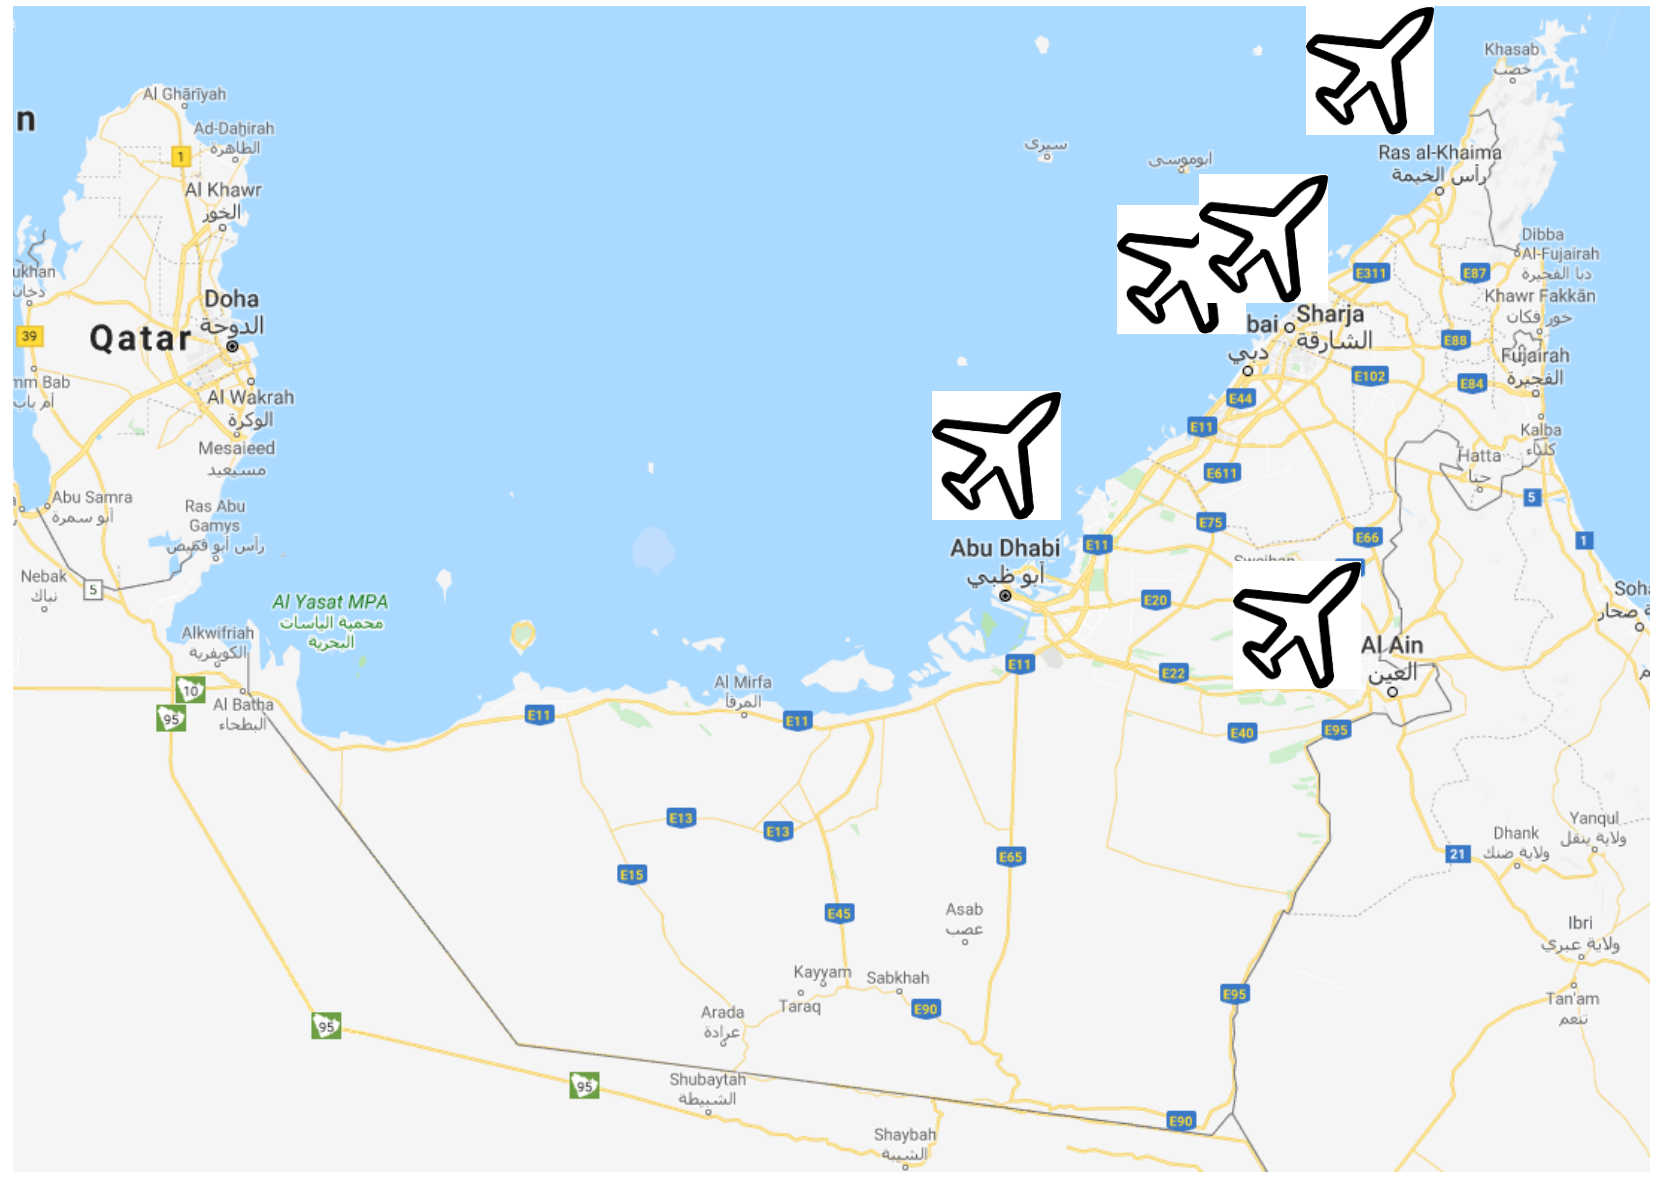 Khasab
خصب
Al Ghārīyah
n
Ad-Dahirah
الظاهرة
1
سيري
ابوموسى
Ras al-Khaima
رأس الخيمة
Al Khawr
الخور
Dibba
Al-Fujairah
دبا الفجيرة
ukhan
دخان
E311
E87
Khawr Fakkān
خور فكان
Doha
الدوحة
Qatar
39
bai
دبي
Sharja
الشارقة
E88
Fujairah
الفجيرة
mm Bab
أم باب
E102
E84
Al Wakrah
الوكرة
E44
E11
Kalba
كلباء
Mesaieed
مسيعيد
Hatta
حتا
E611
Abu Samra
أبو سمرة
5
Ras Abu
Gamys
رأس أبو قميص
E75
E66
1
Abu Dhabi
أبو ظبي
E11
Sweihan
Nebak
نباك
5
Al Yasat MPA
محمية الياسات
البحرية
E20
Soha
صحار
Alkwifriah
الكويفرية
Al Ain
العين
E11
E22
10
Al Batha
البطحاء
95
Al Mirfa
المرفأ
E11
E11
E40
E95
E13
E13
Yanqul
ولاية ينقل
Dhank
ولاية ضنك
21
E15
E65
E45
Asab
عصب
Ibri
ولاية عبري
Kayyam
Taraq
Sabkhah
E90
E95
Tan'am
تنعم
Arada
عرادة
95
95
Shubaytah
الشبيطة
E90
Shaybah
الشيبة